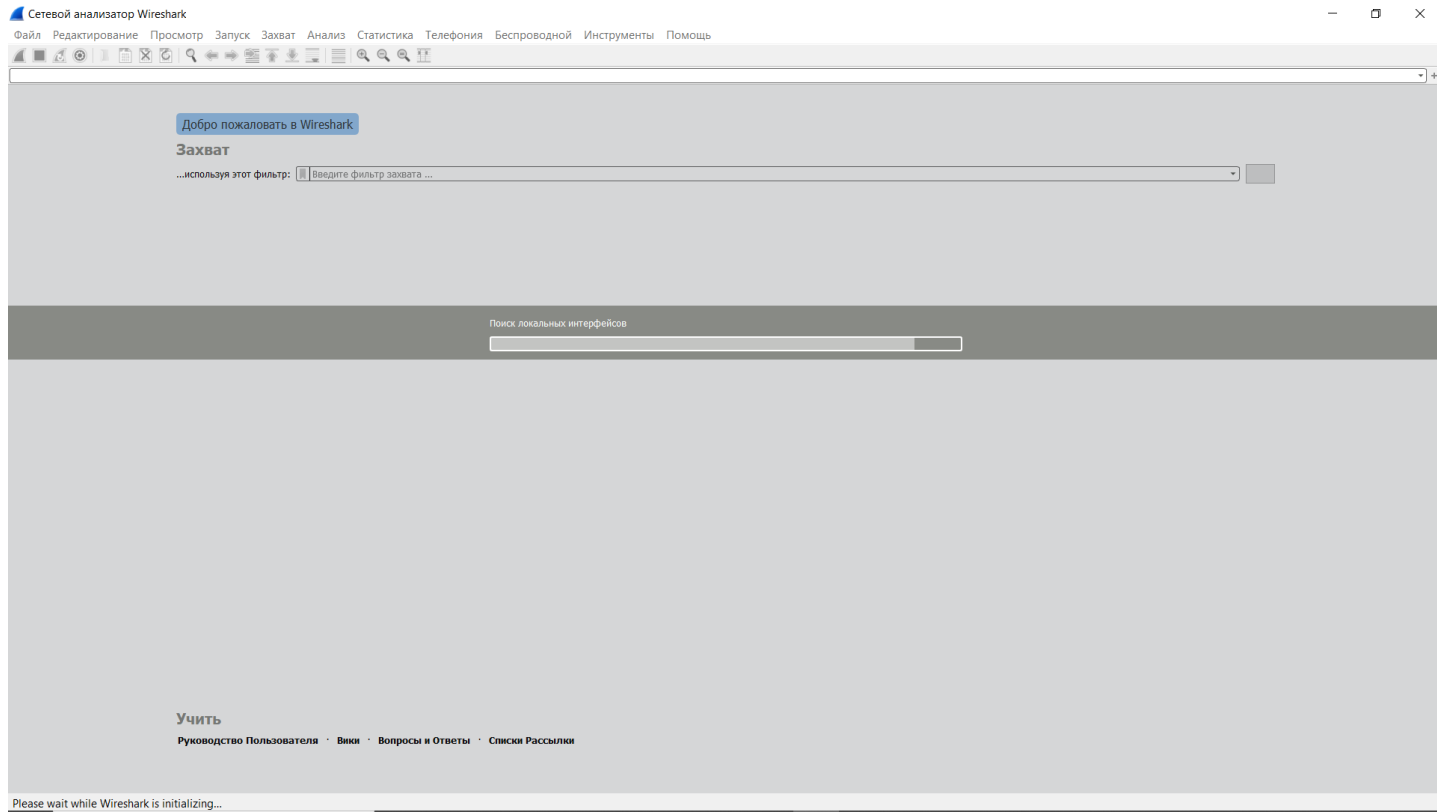 Сетевой анализатор Wireshark
Файл Редактирование Просмотр Запуск Захват Анализ Статистика Телефония Беспроводной Инструменты Помощь
Добро пожаловать в Wireshark
Захват
...используя этот фильтр: Введите фильтр захвата ...
Поиск локальных интерфейсов
Учить
Руководство Пользователя · Вики · Вопросы и Ответы · Списки Рассылки
Please wait while Wireshark is initializing...